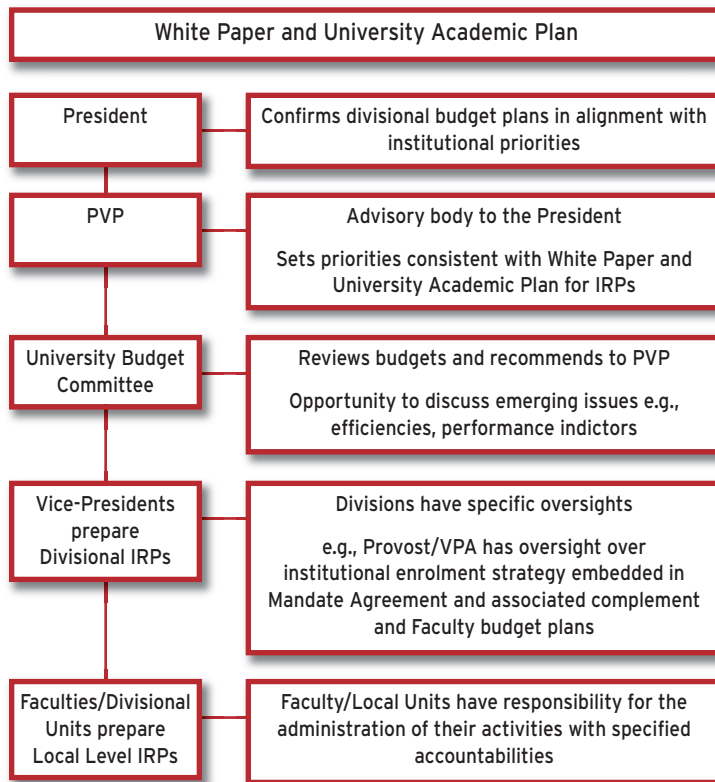 White Paper and University Academic Plan
President
Confirms divisional budget plans in alignment with
institutional priorities
PVP
Advisory body to the President
Sets priorities consistent with White Paper and
University Academic Plan for IRPs
University Budget
Committee
Reviews budgets and recommends to PVP
Opportunity to discuss emerging issues e.g.,
efficiencies, performance indictors
Vice-Presidents
prepare
Divisional IRPs
Divisions have specific oversights
e.g., Provost/VPA has oversight over
institutional enrolment strategy embedded in
Mandate Agreement and associated complement
and Faculty budget plans
Faculties/Divisional
Units prepare
Local Level IRPs
Faculty/Local Units have responsibility for the
administration of their activities with specified
accountabilities